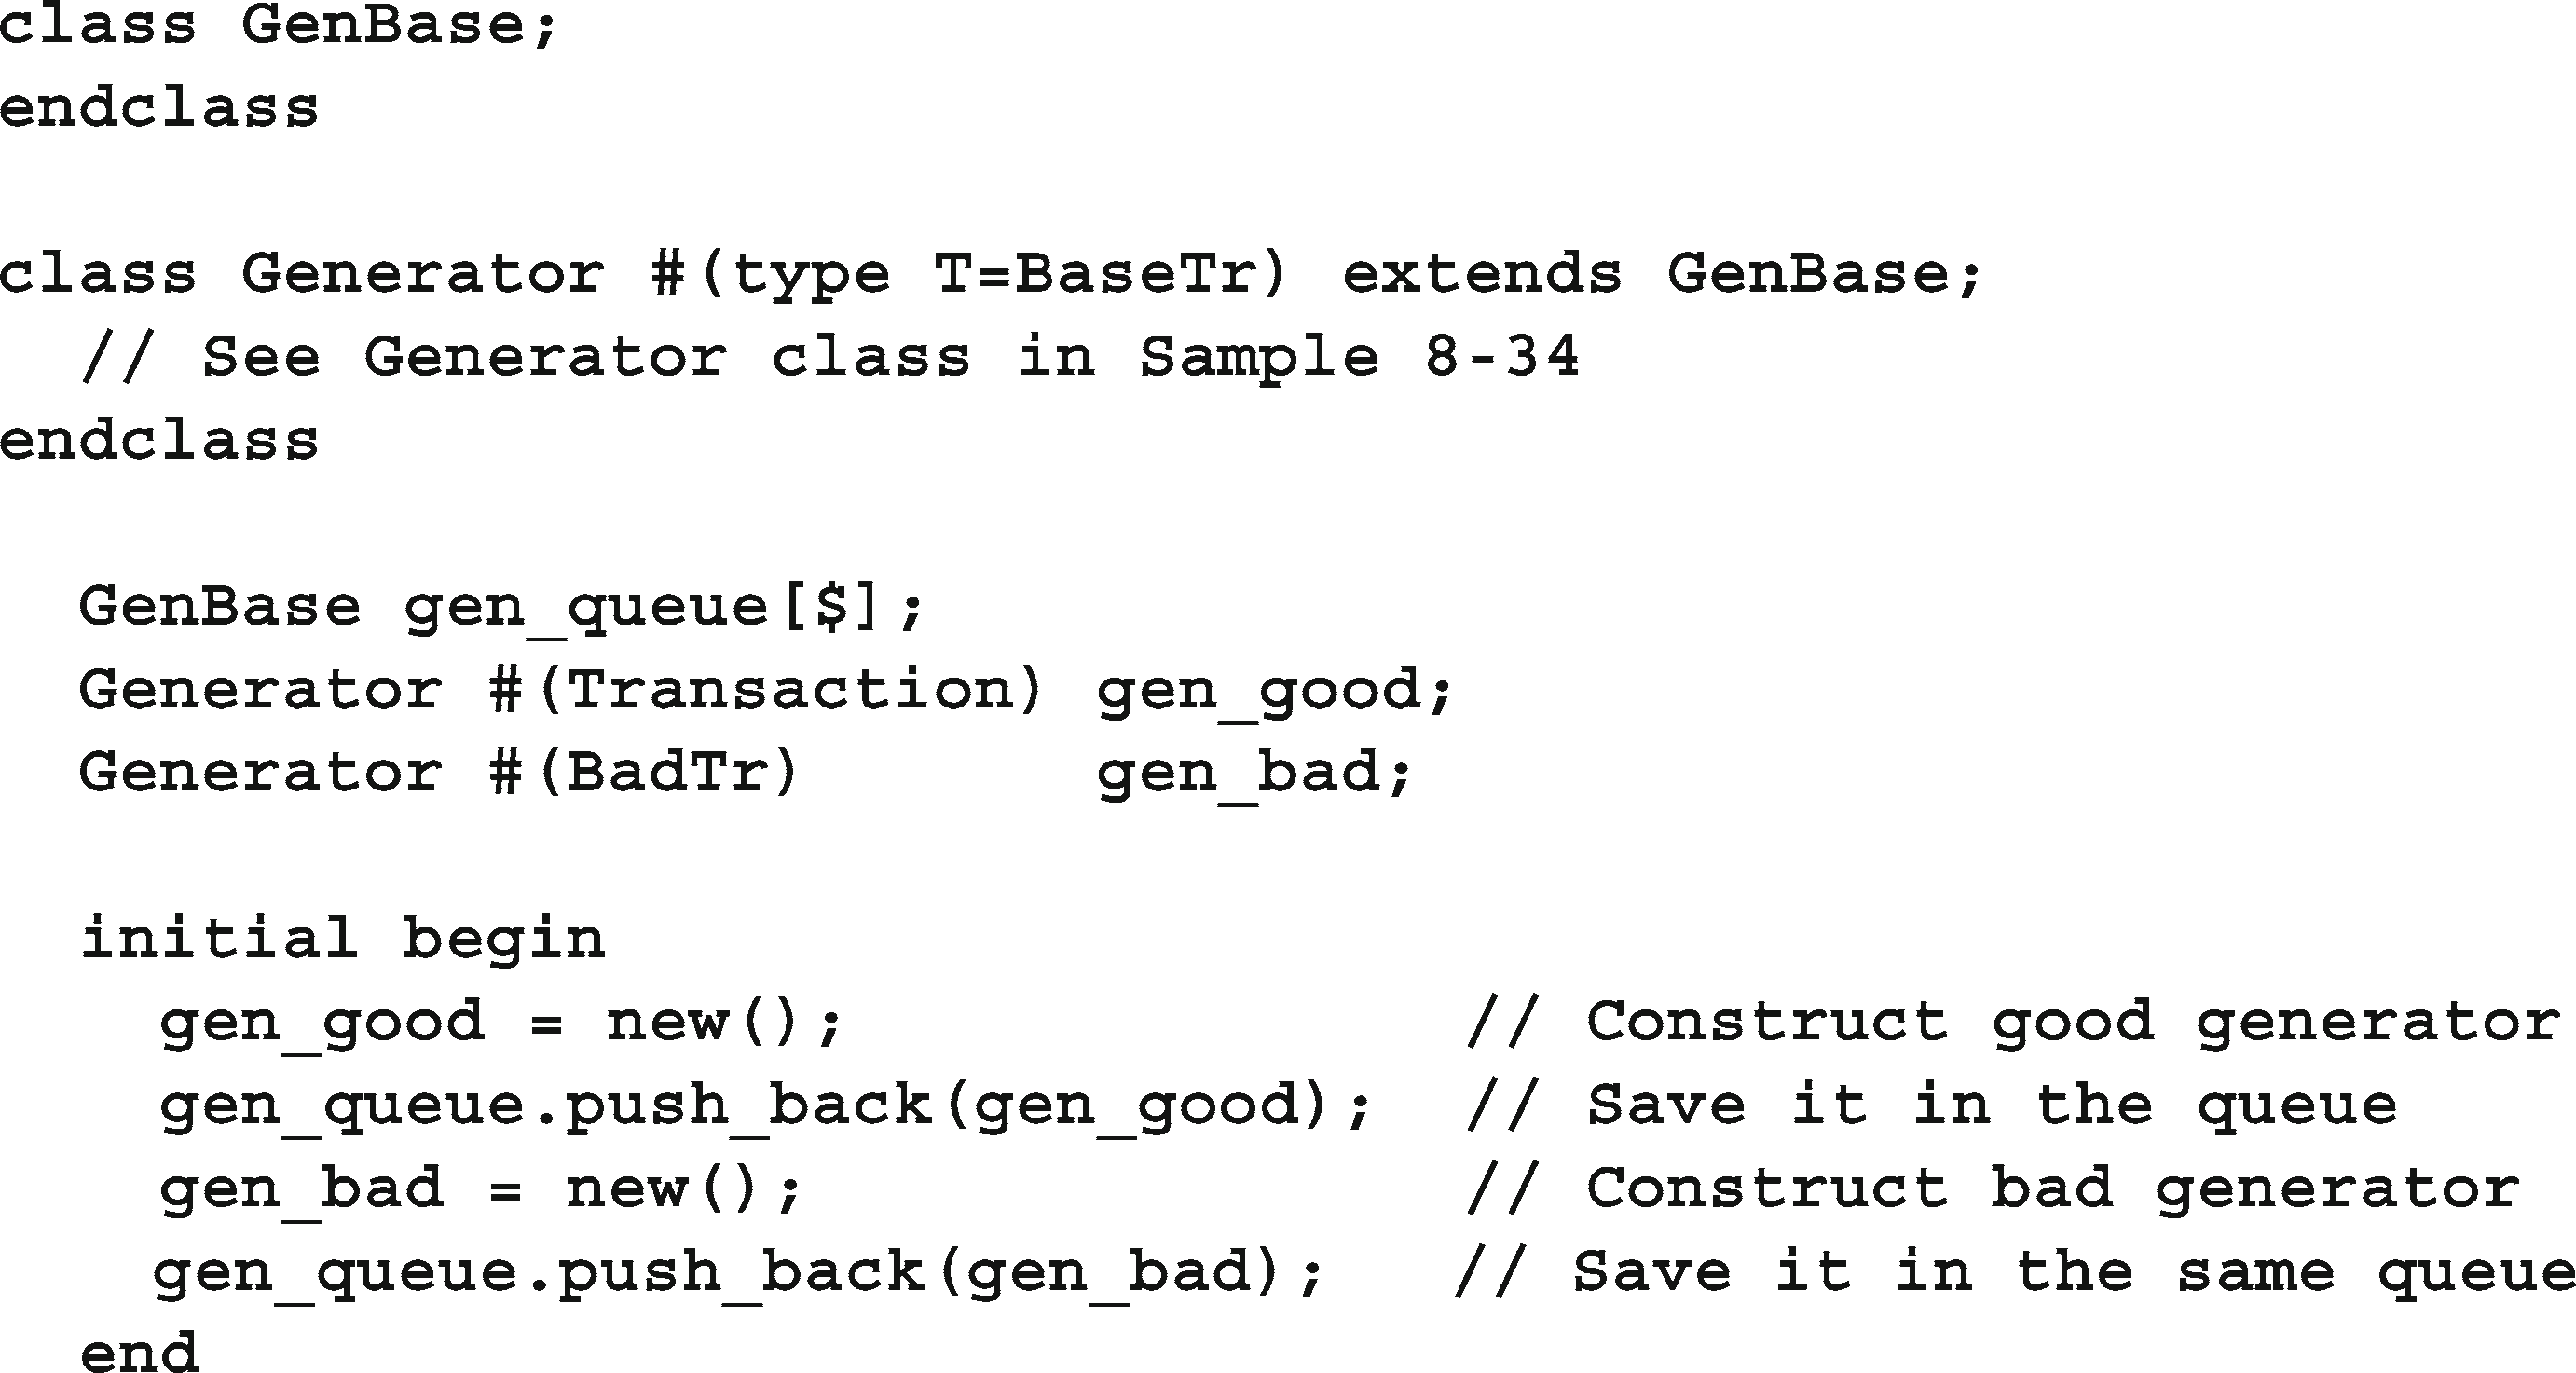 class GenBase;
endclass

class Generator #(type T=BaseTr) extends GenBase;
  // See Generator class in Sample 8-34
endclass

  GenBase gen_queue[$];
  Generator #(Transaction) gen_good;
  Generator #(BadTr)       gen_bad;

  initial begin
    gen_good = new();               // Construct good generator
    gen_queue.push_back(gen_good);  // Save it in the queue
    gen_bad = new();                // Construct bad generator
    gen_queue.push_back(gen_bad);   // Save it in the same queue
  end